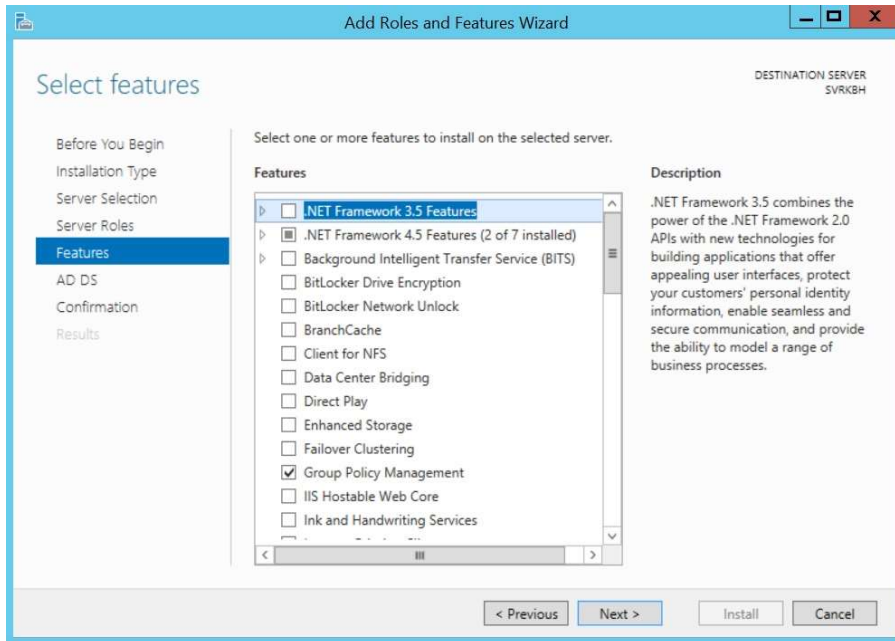 Add Roles and Features Wizard
Select features
DESTINATION SERVER
SVRKBH
Before You Begin
Installation Type
Server Selection
Server Roles
Features
AD DS
Confirmation
Results
Select one or more features to install on the selected server.
Features
.NET Framework 3.5 Features
.NET Framework 4.5 Features (2 of 7 installed)
Background Intelligent Transfer Service (BITS)
BitLocker Drive Encryption
BitLocker Network Unlock
BranchCache
Client for NFS
Data Center Bridging
Direct Play
Enhanced Storage
Failover Clustering
Group Policy Management
IIS Hostable Web Core
Ink and Handwriting Services
Description
.NET Framework 3.5 combines the
power of the .NET Framework 2.0
APIs with new technologies for
building applications that offer
appealing user interfaces, protect
your customers' personal identity
information, enable seamless and
secure communication, and provide
the ability to model a range of
business processes.
< Previous
Next >
Install
Cancel